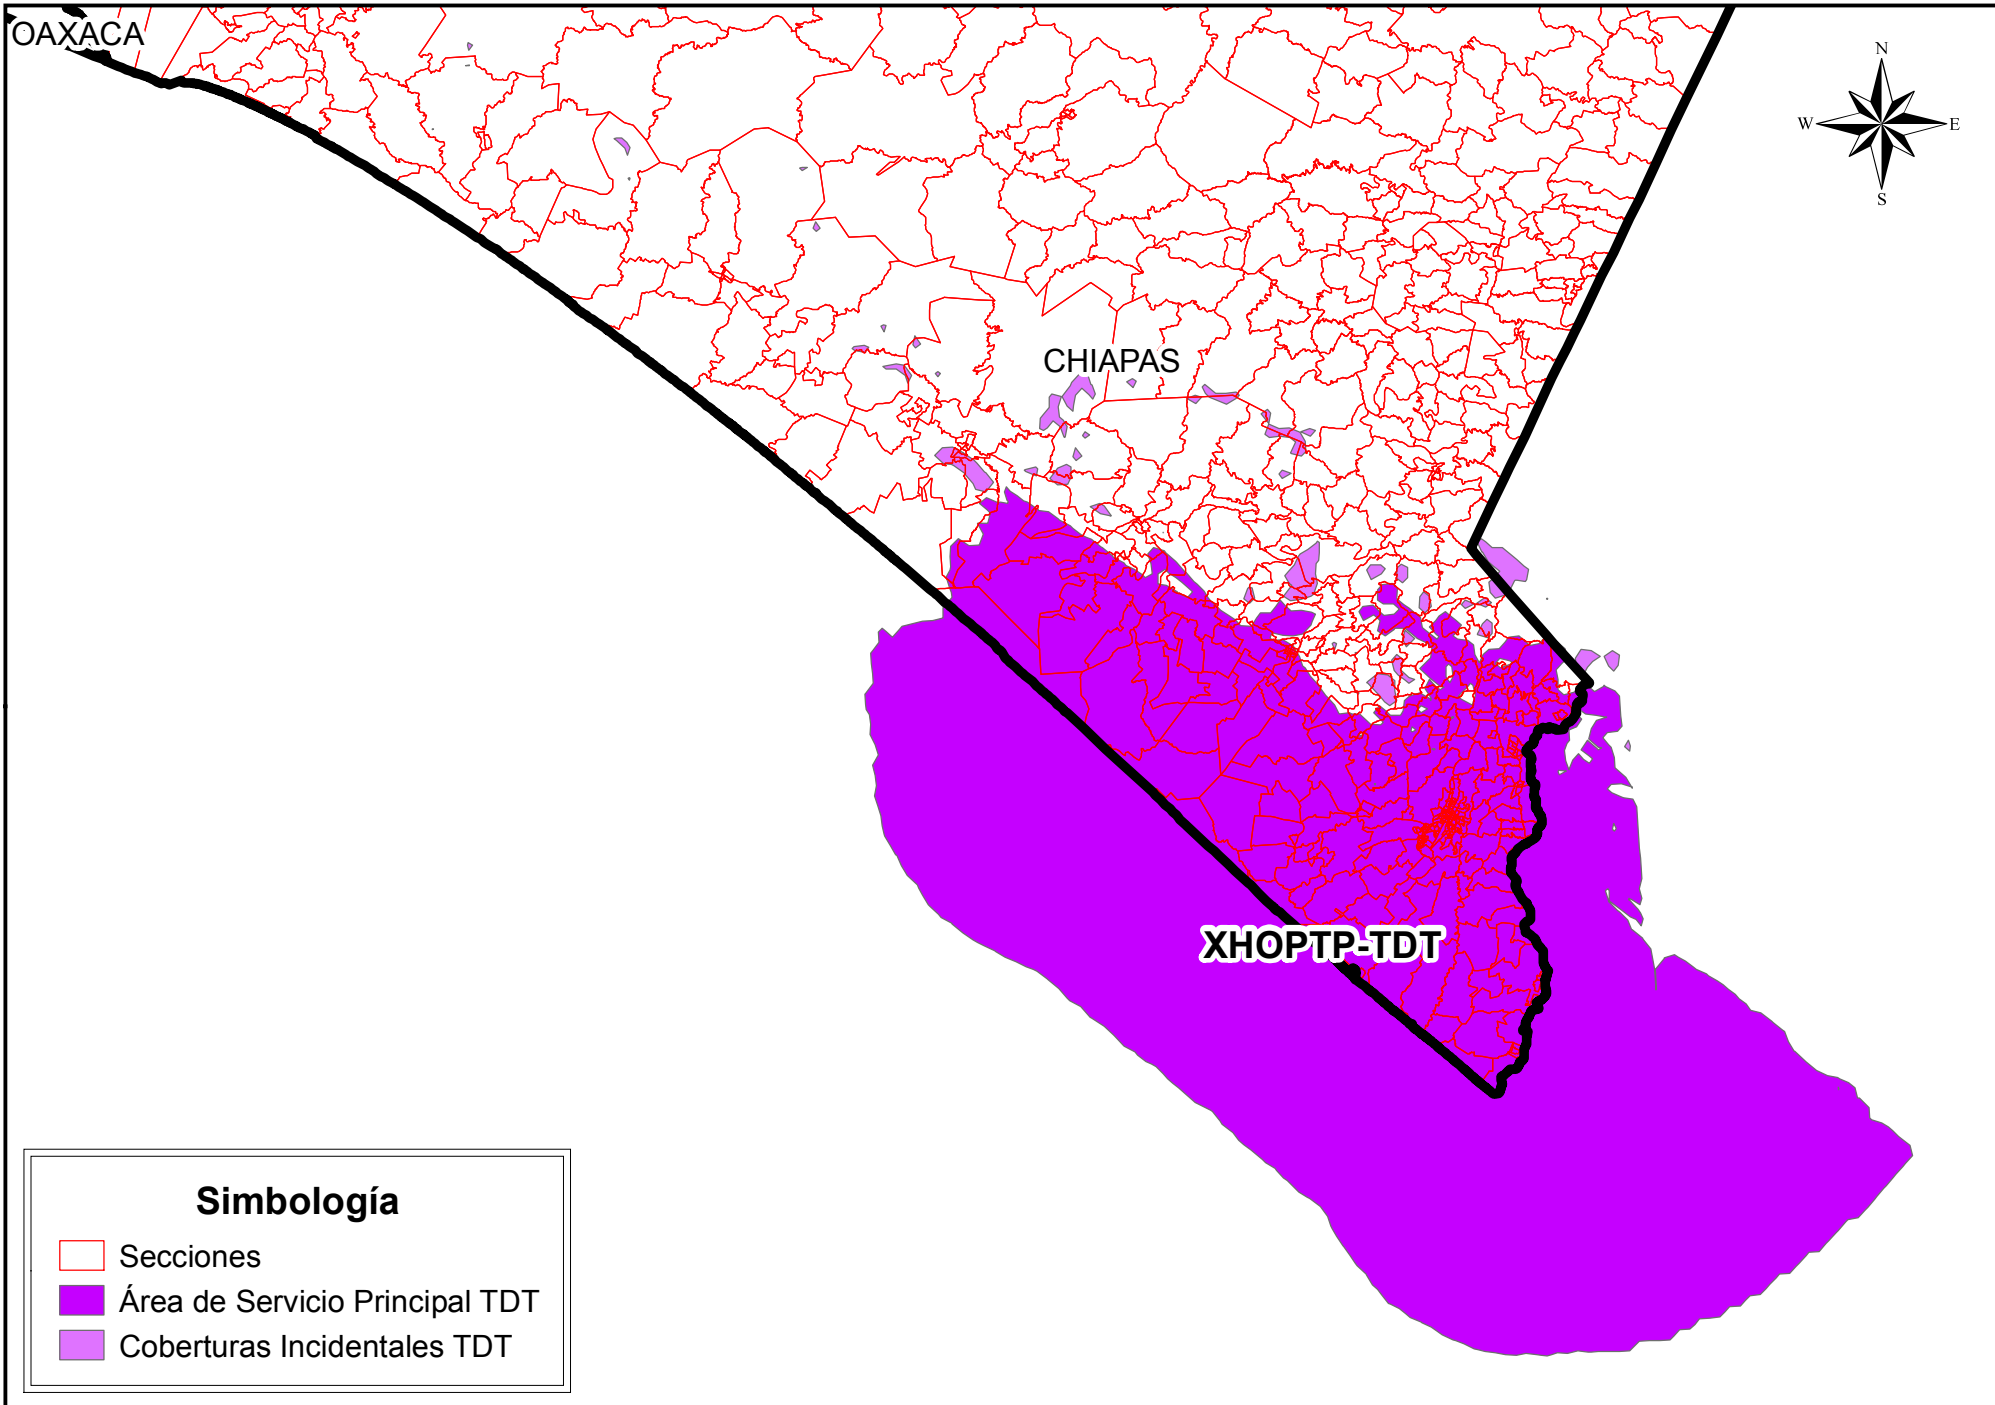 OAXACA
N
W
E
S
CHIAPAS
XHOPTP-TDT
Simbología
Secciones
Área de Servicio Principal TDT
Coberturas Incidentales TDT